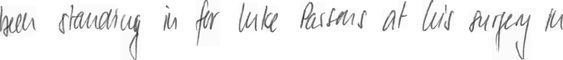 been standing in for Luke Parsons at his surgery in